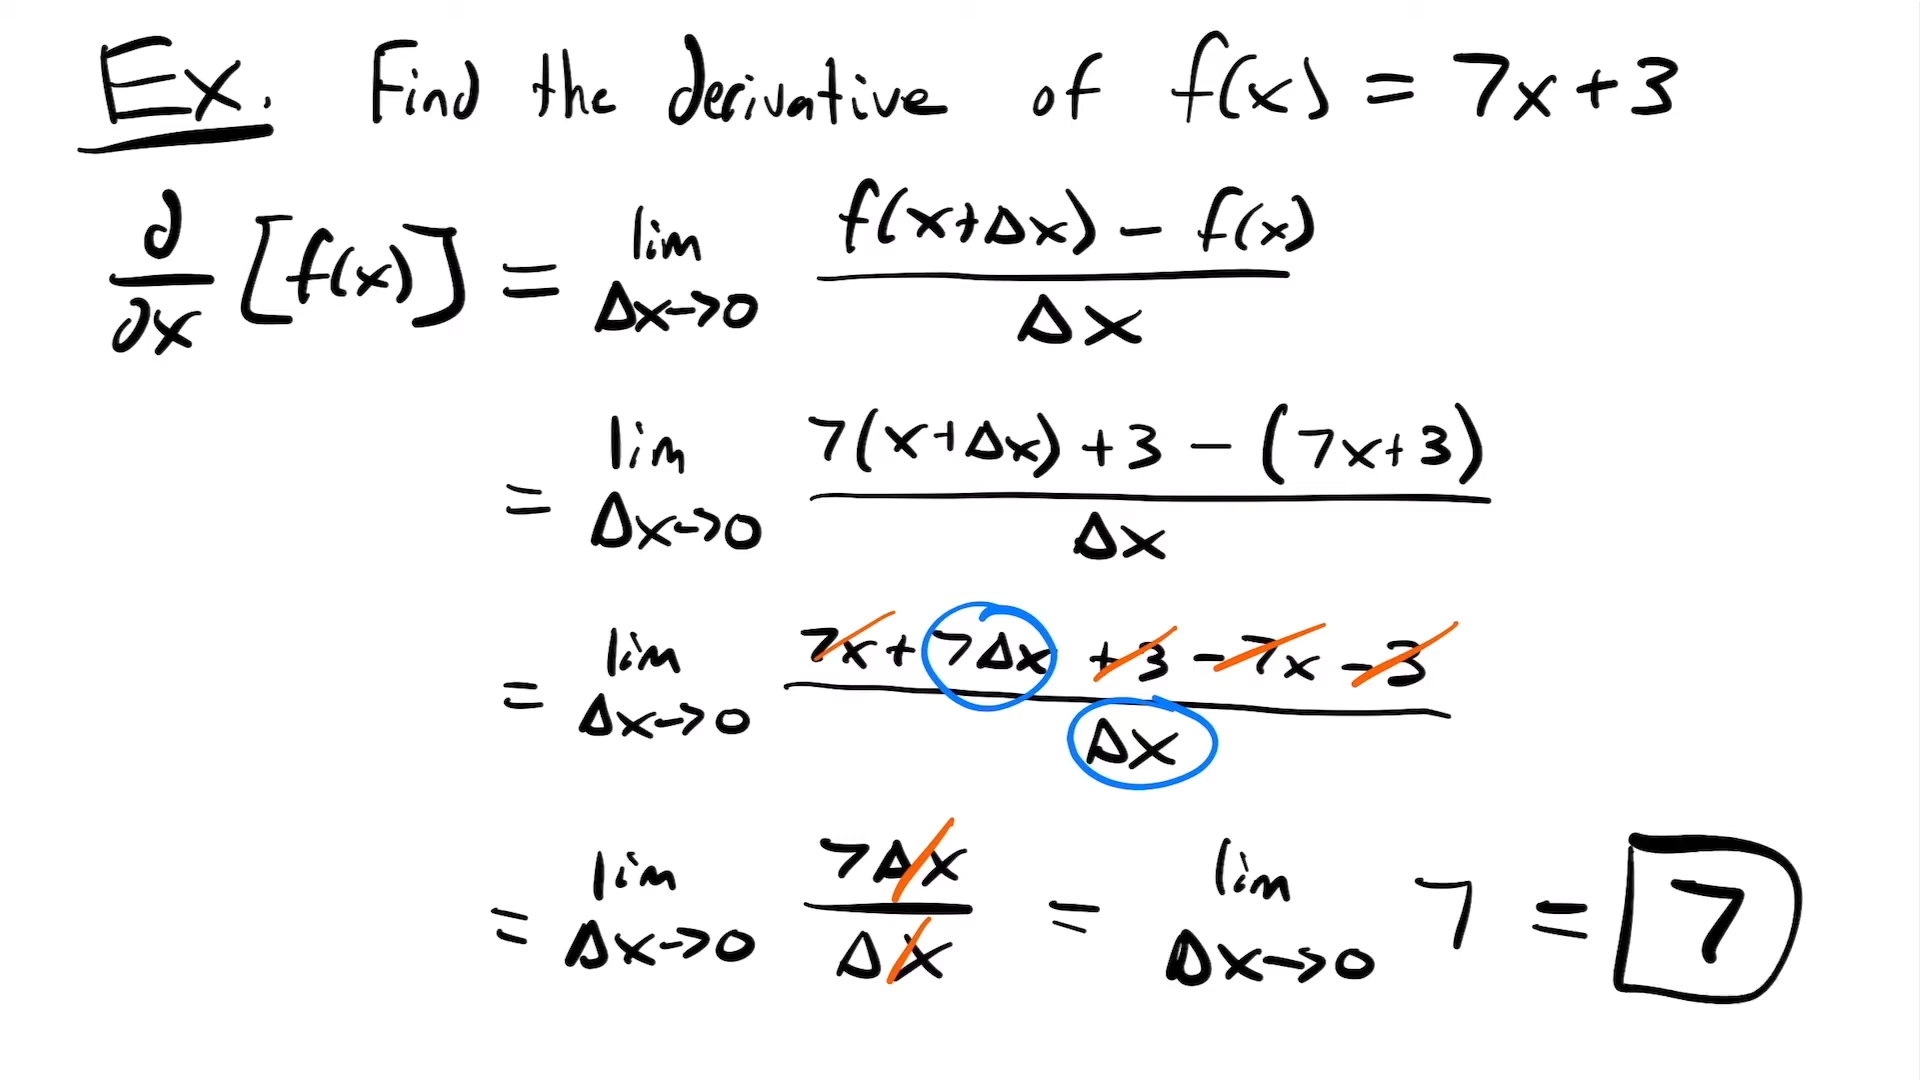 Ex. Find the derivative of f(x) = 7x+3
∂/∂x [f(x)] = lim Δx→0 (f(x+Δx) − f(x))/Δx
= lim Δx→0 (7(x+Δx) +3 − (7x+3))/Δx
= lim Δx→0 (7x + 7Δx +3 −7x −3)/Δx
= lim Δx→0 7Δx/Δx = lim Δx→0 7 = 7